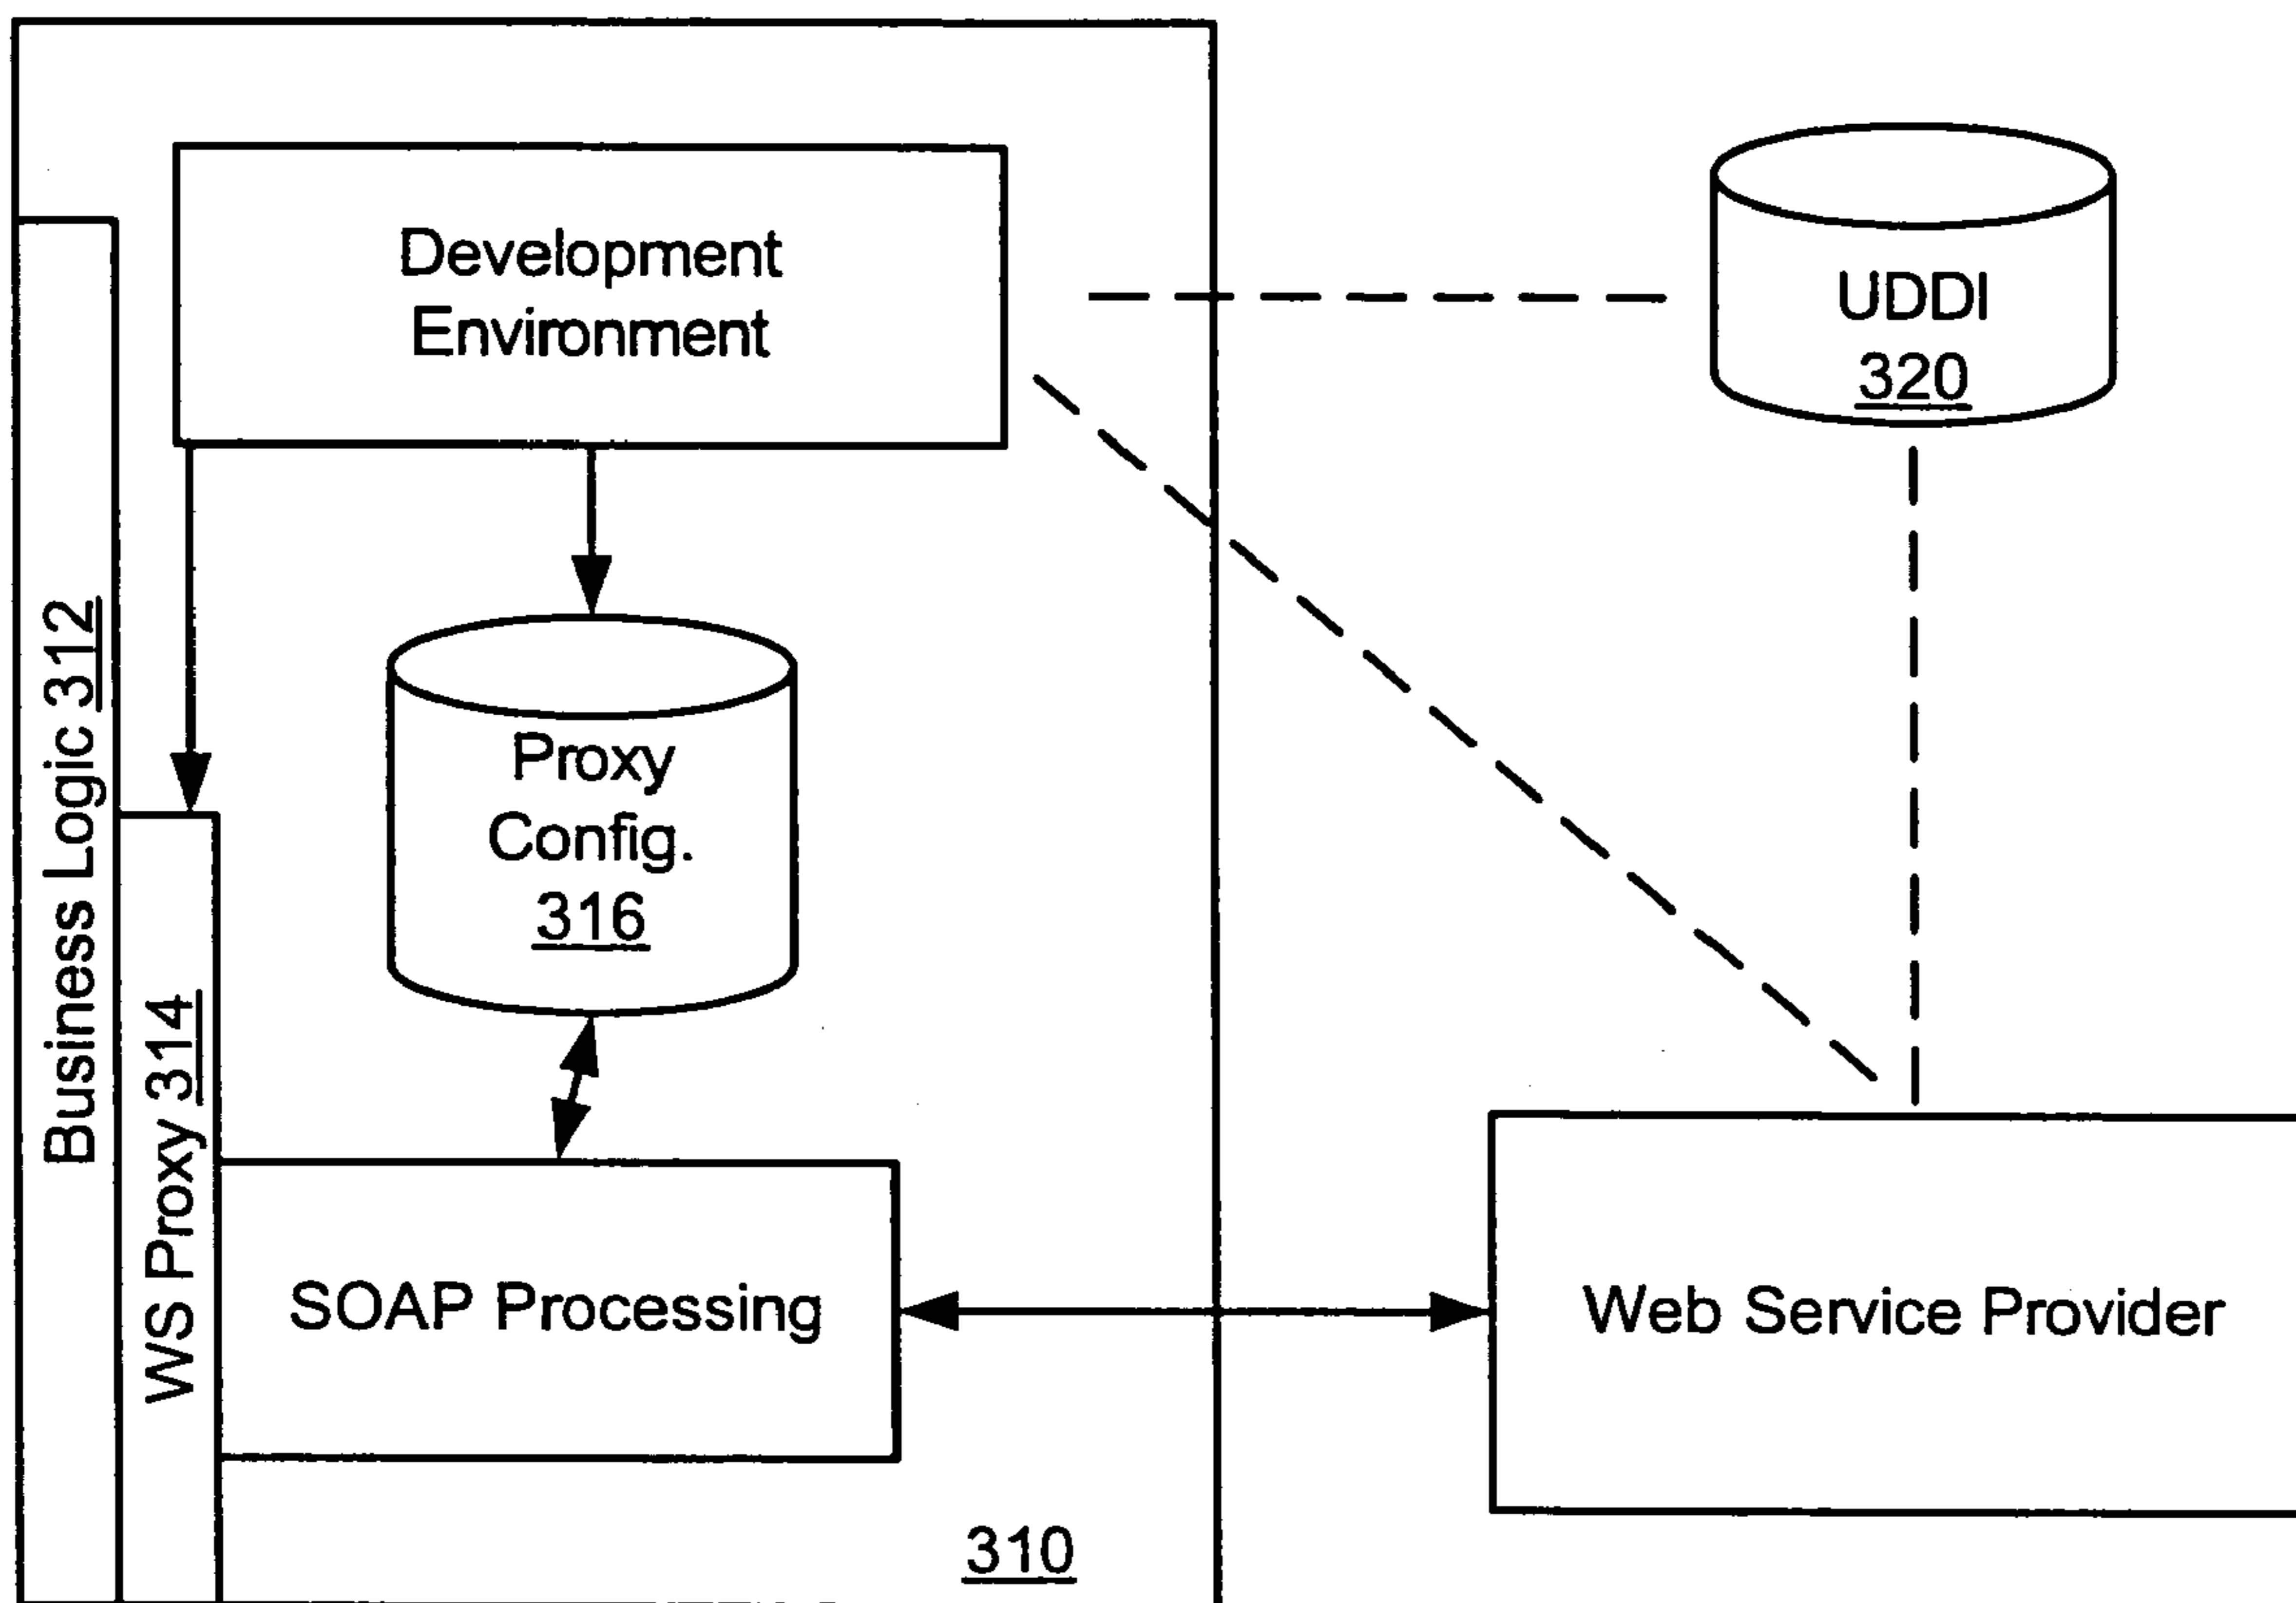 Development
Environment
UDDI
320
Business Logic 312
Proxy
Config.
316
WS Proxy 314
SOAP Processing
Web Service Provider
310